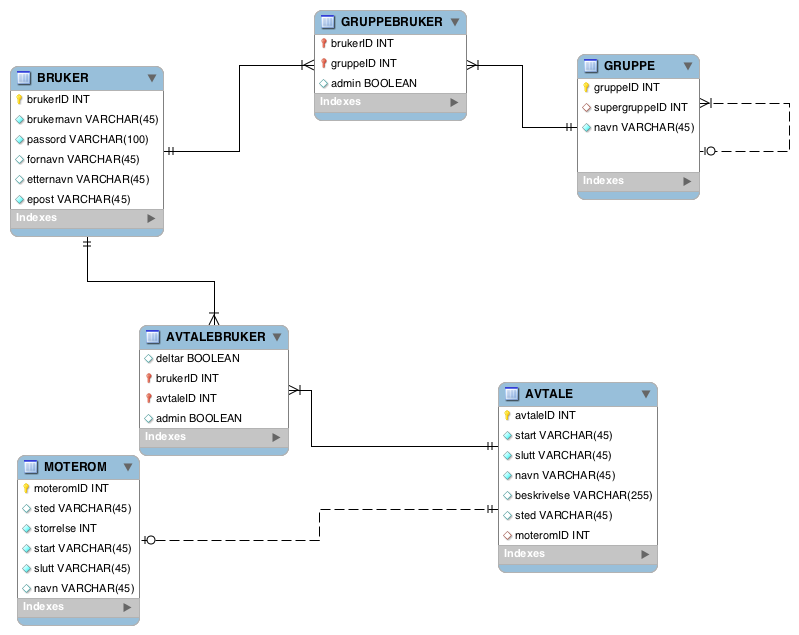 GRUPPEBRUKER
brukerID INT
gruppeID INT
admin BOOLEAN
Indexes
GRUPPE
gruppeID INT
supergruppeID INT
navn VARCHAR(45)
Indexes
BRUKER
brukerID INT
brukernavn VARCHAR(45)
passord VARCHAR(100)
fornavn VARCHAR(45)
etternavn VARCHAR(45)
epost VARCHAR(45)
Indexes
AVTALEBRUKER
deltar BOOLEAN
brukerID INT
avtaleID INT
admin BOOLEAN
Indexes
AVTALE
avtaleID INT
start VARCHAR(45)
slutt VARCHAR(45)
navn VARCHAR(45)
beskrivelse VARCHAR(255)
sted VARCHAR(45)
moteromID INT
Indexes
MOTEROM
moteromID INT
sted VARCHAR(45)
storrelse INT
start VARCHAR(45)
slutt VARCHAR(45)
navn VARCHAR(45)
Indexes